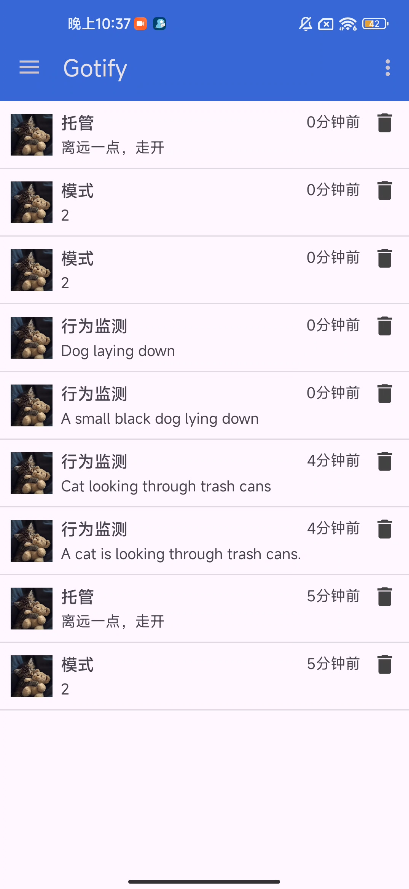 晚上10:37
42
Gotify
托管
0分钟前
离远一点，走开
模式
0分钟前
2
模式
0分钟前
2
行为监测
0分钟前
Dog laying down
行为监测
0分钟前
A small black dog lying down
行为监测
4分钟前
Cat looking through trash cans
行为监测
4分钟前
A cat is looking through trash cans.
托管
5分钟前
离远一点，走开
模式
5分钟前
2